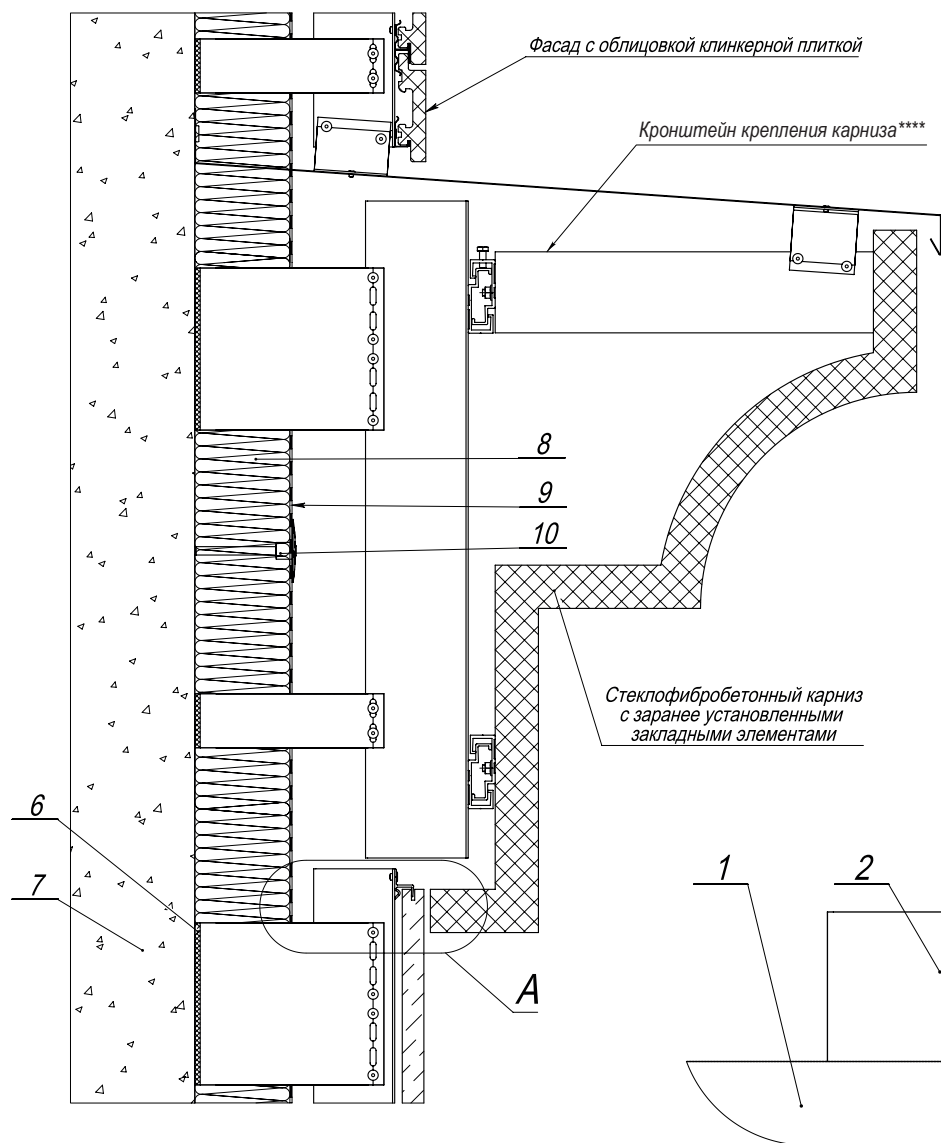 Фасад с облицовкой клинкерной плиткой
Кронштейн крепления карниза****
8
9
10
Стеклофибробетонный карниз
с заранее установленными
закладными элементами
6
7
1
2
А